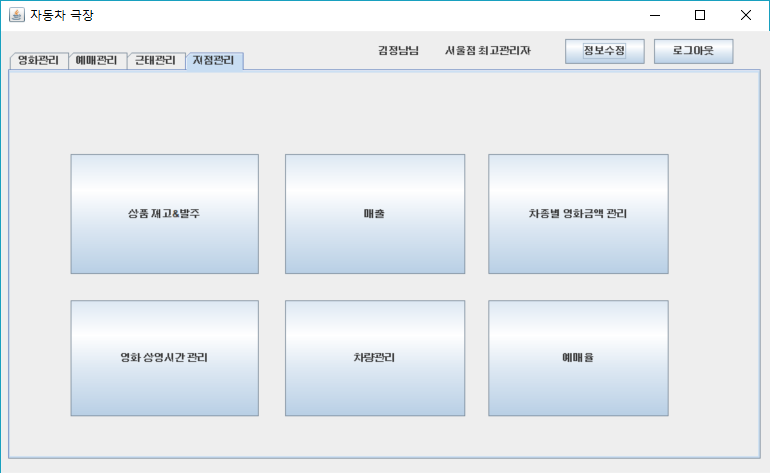 자동차 극장
김정남님 서울점 최고관리자 정보수정 로그아웃
영화관리 예매관리 근태관리 지점관리
상품 재고&발주 매출 차종별 영화금액 관리
영화 상영시간 관리 차량관리 예매율